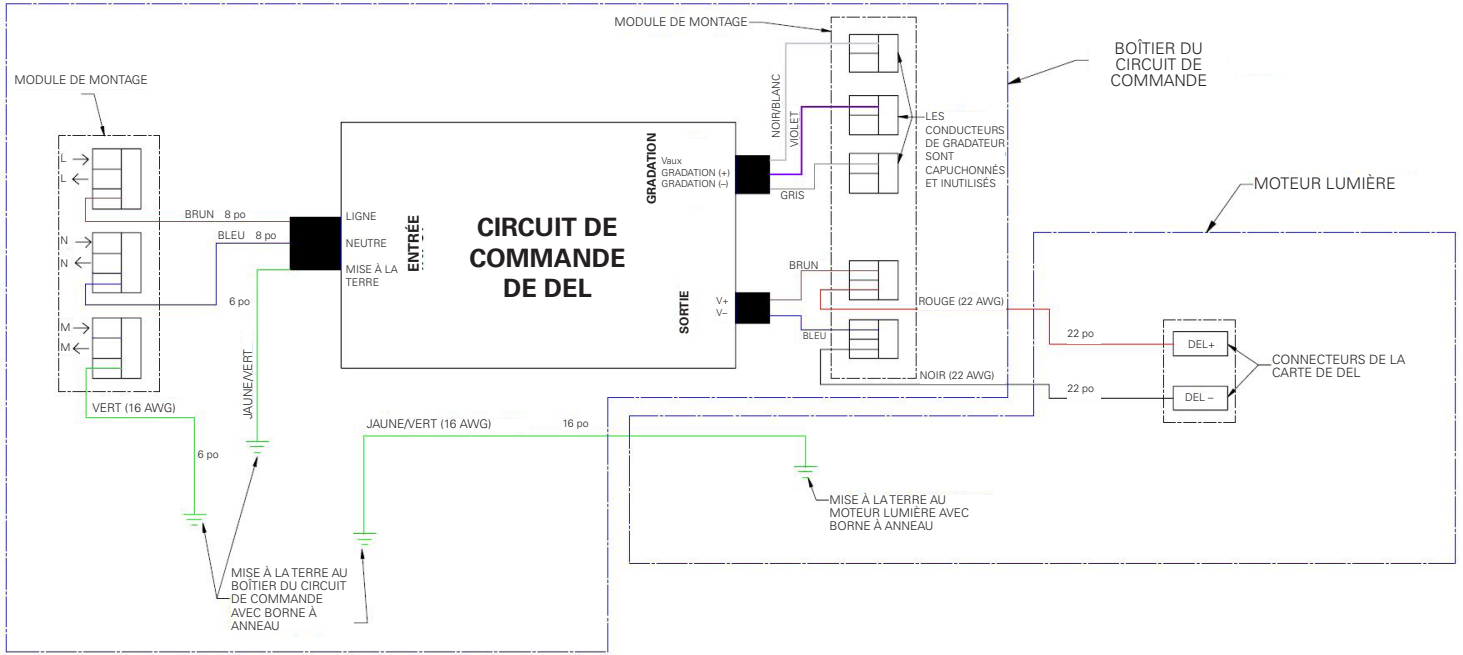 MODULE DE MONTAGE
BOÎTIER DU
CIRCUIT DE
COMMANDE
MODULE DE MONTAGE
NOIR/BLANC
VIOLET
LES
CONDUCTEURS
DE GRADATEUR
SONT
CAPUCHONNÉS
ET INUTILISÉS
GRADATION
Vaux
GRADATION (+)
GRADATION (–)
GRIS
MOTEUR LUMIÈRE
L
L
BRUN 8 po
LIGNE
N
N
BLEU 8 po
NEUTRE
MISE À LA
TERRE
ENTRÉE
CIRCUIT DE
COMMANDE
DE DEL
6 po
BRUN
SORTIE
V+
V–
BLEU
ROUGE (22 AWG)
22 po
DEL+
M
M
NOIR (22 AWG)
22 po
DEL –
CONNECTEURS DE LA
CARTE DE DEL
JAUNE/VERT
VERT (16 AWG)
6 po
JAUNE/VERT (16 AWG)
16 po
MISE À LA TERRE AU
MOTEUR LUMIÈRE AVEC
BORNE À ANNEAU
MISE À LA TERRE AU
BOÎTIER DU CIRCUIT
DE COMMANDE
AVEC BORNE À
ANNEAU